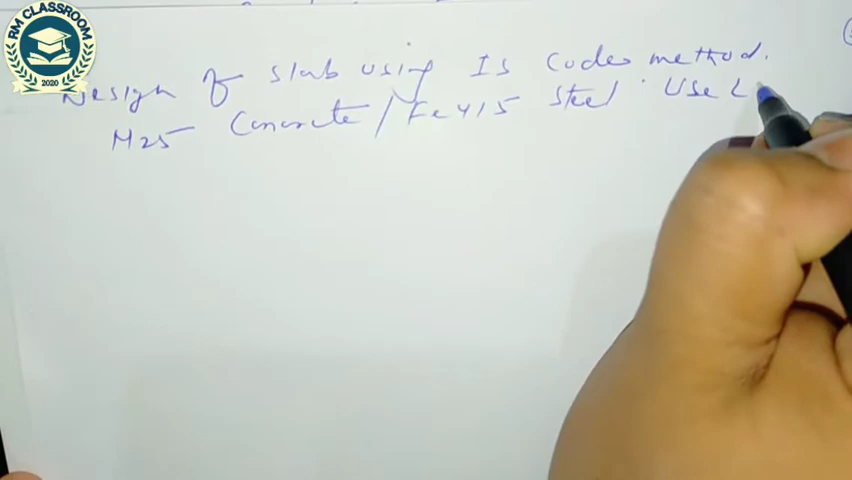 RM CLASSROOM
2020
Design of slab using Is Codes method.
M25 Concrete / Fe415 Steel Use L